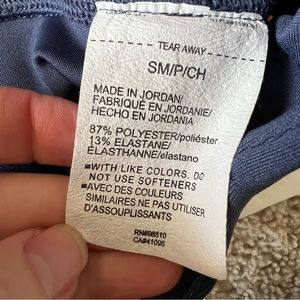 TEAR AWAY
SM/P/CH
MADE IN JORDAN/
FABRIQUÉ EN JORDANIE/
HECHO EN JORDANIA
87% POLYESTER/poliéster
13% ELASTANE/
ÉLASTHANNE/elastano
■WITH LIKE COLORS. DO
NOT USE SOFTENERS
■AVEC DES COULEURS
SIMILAIRES NE PAS UTILISER
D'ASSOUPLISSANTS
RN#98510
CA#41095